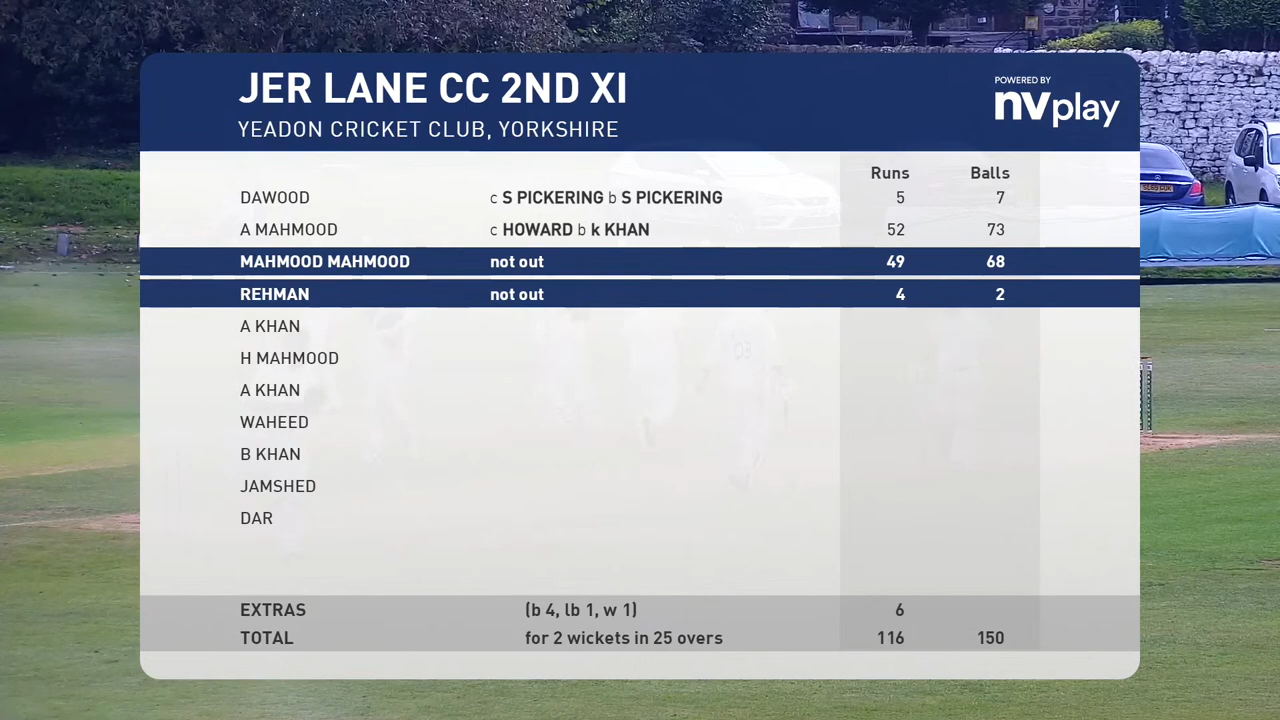 JER LANE CC 2ND XI
YEADON CRICKET CLUB, YORKSHIRE
POWERED BY
nvplay
Runs Balls
DAWOOD c S PICKERING b S PICKERING 5 7
A MAHMOOD c HOWARD b k KHAN 52 73
MAHMOOD MAHMOOD not out 49 68
REHMAN not out 4 2
A KHAN
H MAHMOOD
A KHAN
WAHEED
B KHAN
JAMSHED
DAR
EXTRAS (b 4, lb 1, w 1) 6
TOTAL for 2 wickets in 25 overs 116 150